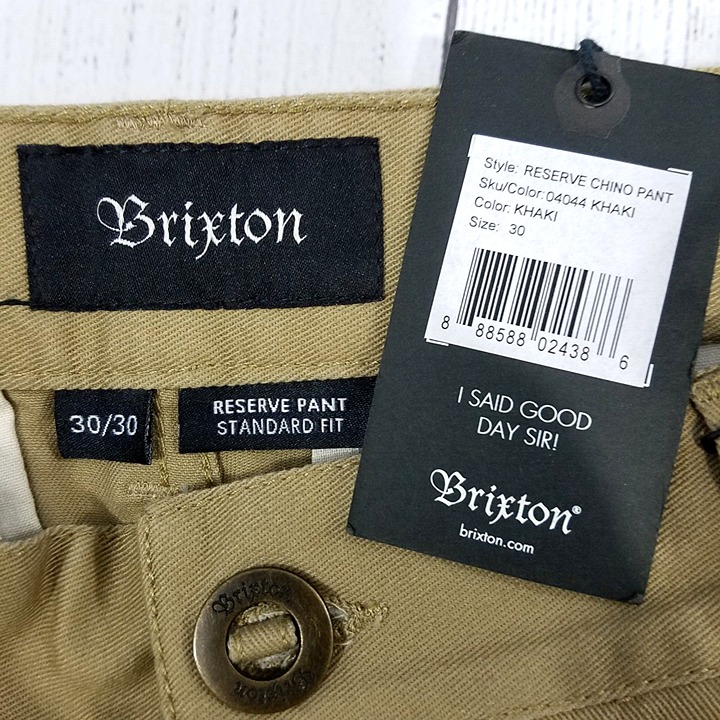 Brixton
30/30
RESERVE PANT
STANDARD FIT
Style: RESERVE CHINO PANT
Sku/Color: 04044 KHAKI
Color: KHAKI
Size: 30
8 88588 02438 6
I SAID GOOD
DAY SIR!
Brixton®
brixton.com
Brixton
Brixton